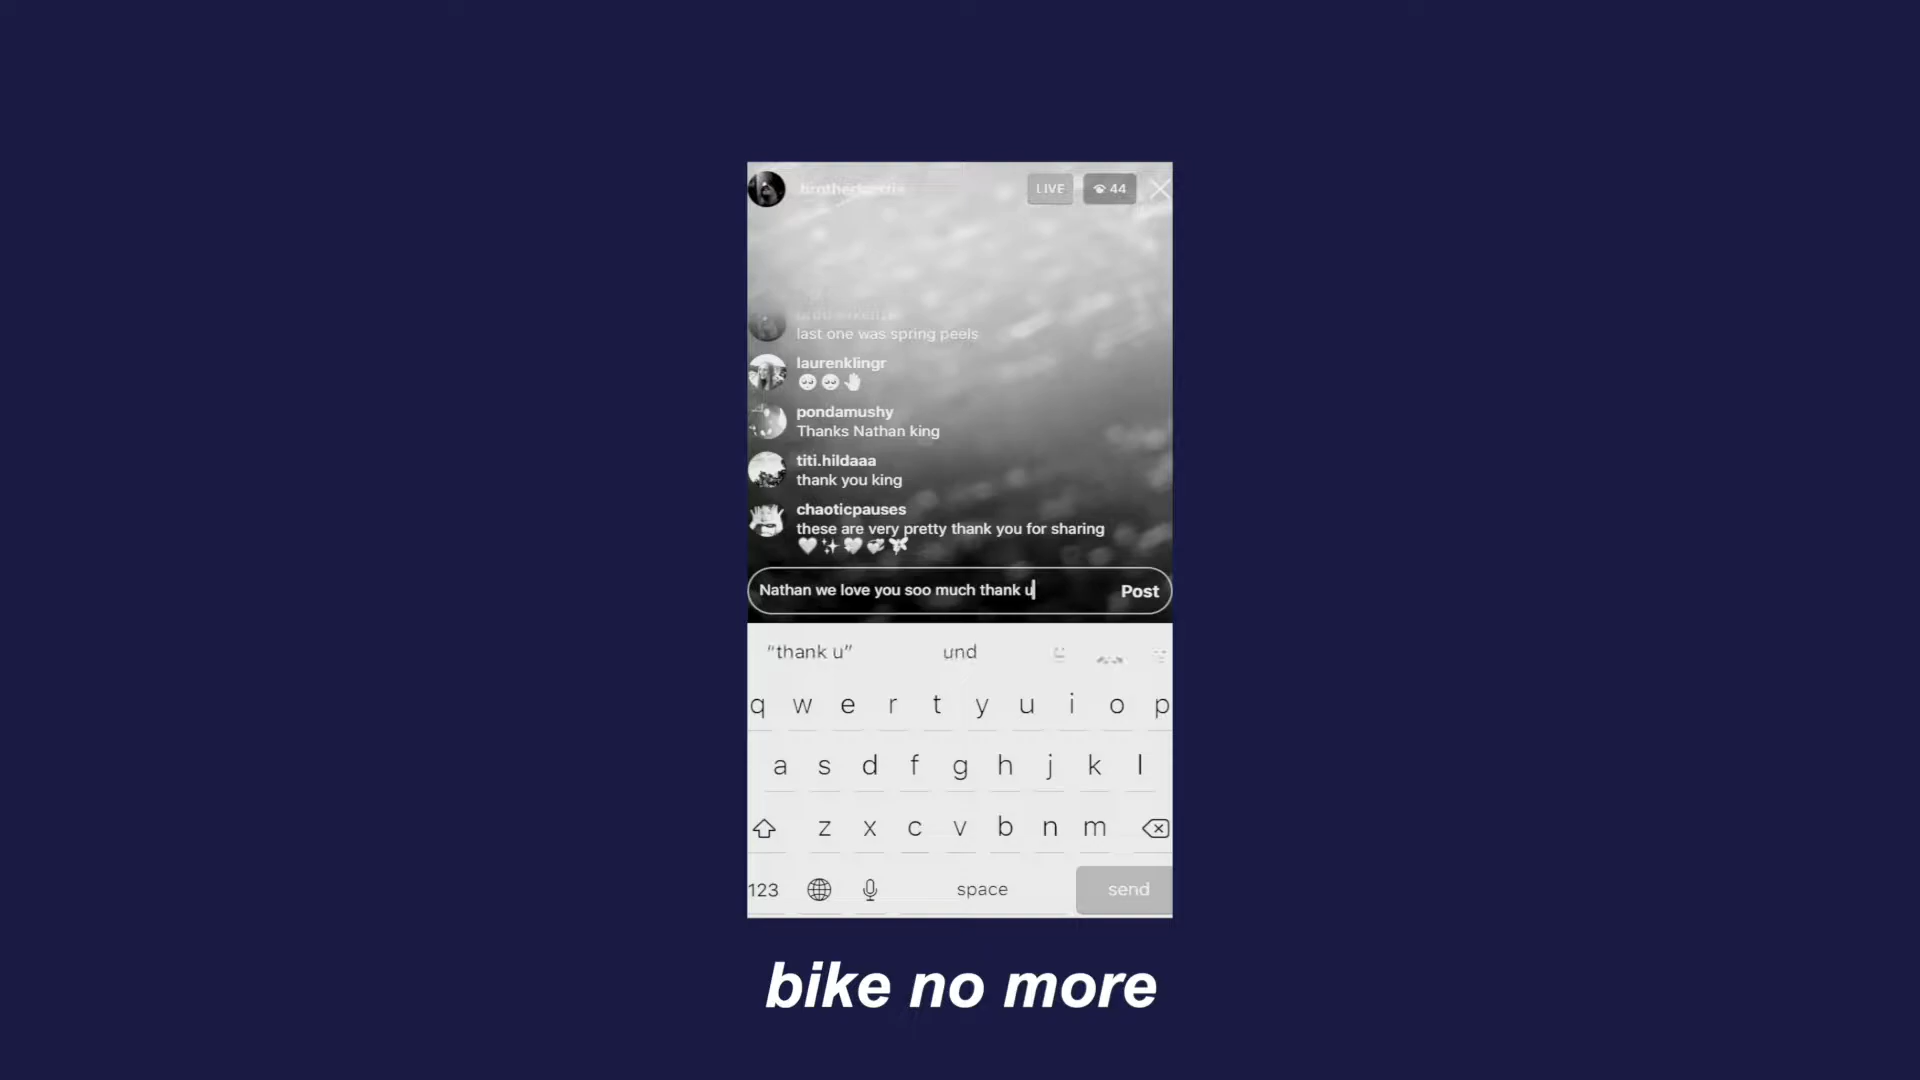 LIVE
44
last one was spring peels
laurenklingr
🥺🥺🤚
pondamushy
Thanks Nathan king
titi.hildaaa
thank you king
chaoticpauses
these are very pretty thank you for sharing
Nathan we love you soo much thank u
Post
"thank u" und
q w e r t y u i o p
a s d f g h j k l
z x c v b n m
123 space send
bike no more